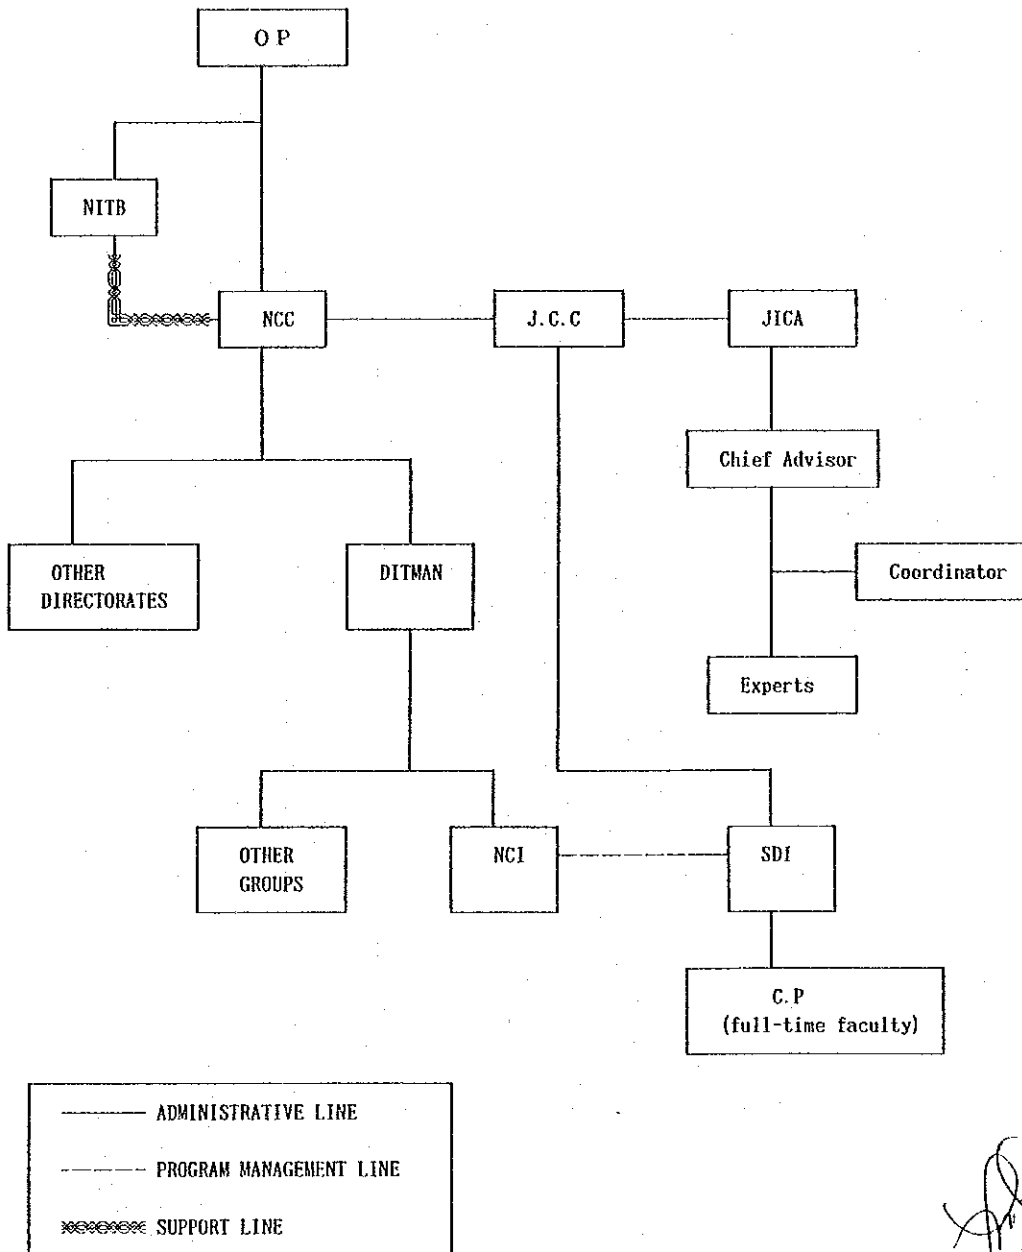 O P
NITB
NCC
J.C.C
JICA
Chief Advisor
OTHER
DIRECTORATES
DITMAN
Coordinator
Experts
OTHER
GROUPS
NCI
SDI
C.P
(full-time faculty)
ADMINISTRATIVE LINE
PROGRAM MANAGEMENT LINE
SUPPORT LINE